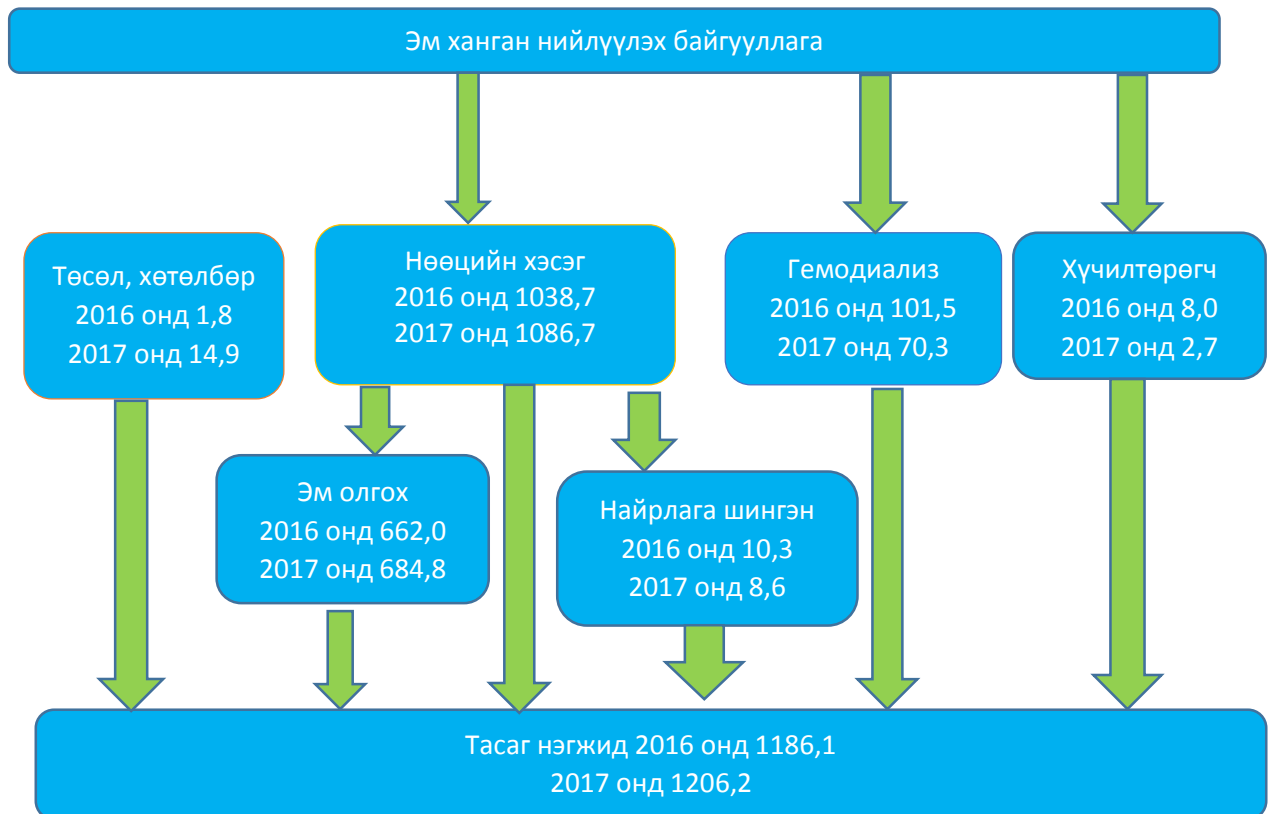 Эм ханган нийлүүлэх байгууллага
Төсөл, хөтөлбөр
2016 онд 1,8
2017 онд 14,9
Нөөцийн хэсэг
2016 онд 1038,7
2017 онд 1086,7
Гемодиализ
2016 онд 101,5
2017 онд 70,3
Хүчилтөрөгч
2016 онд 8,0
2017 онд 2,7
Эм олгох
2016 онд 662,0
2017 онд 684,8
Найрлага шингэн
2016 онд 10,3
2017 онд 8,6
Тасаг нэгжид 2016 онд 1186,1
2017 онд 1206,2